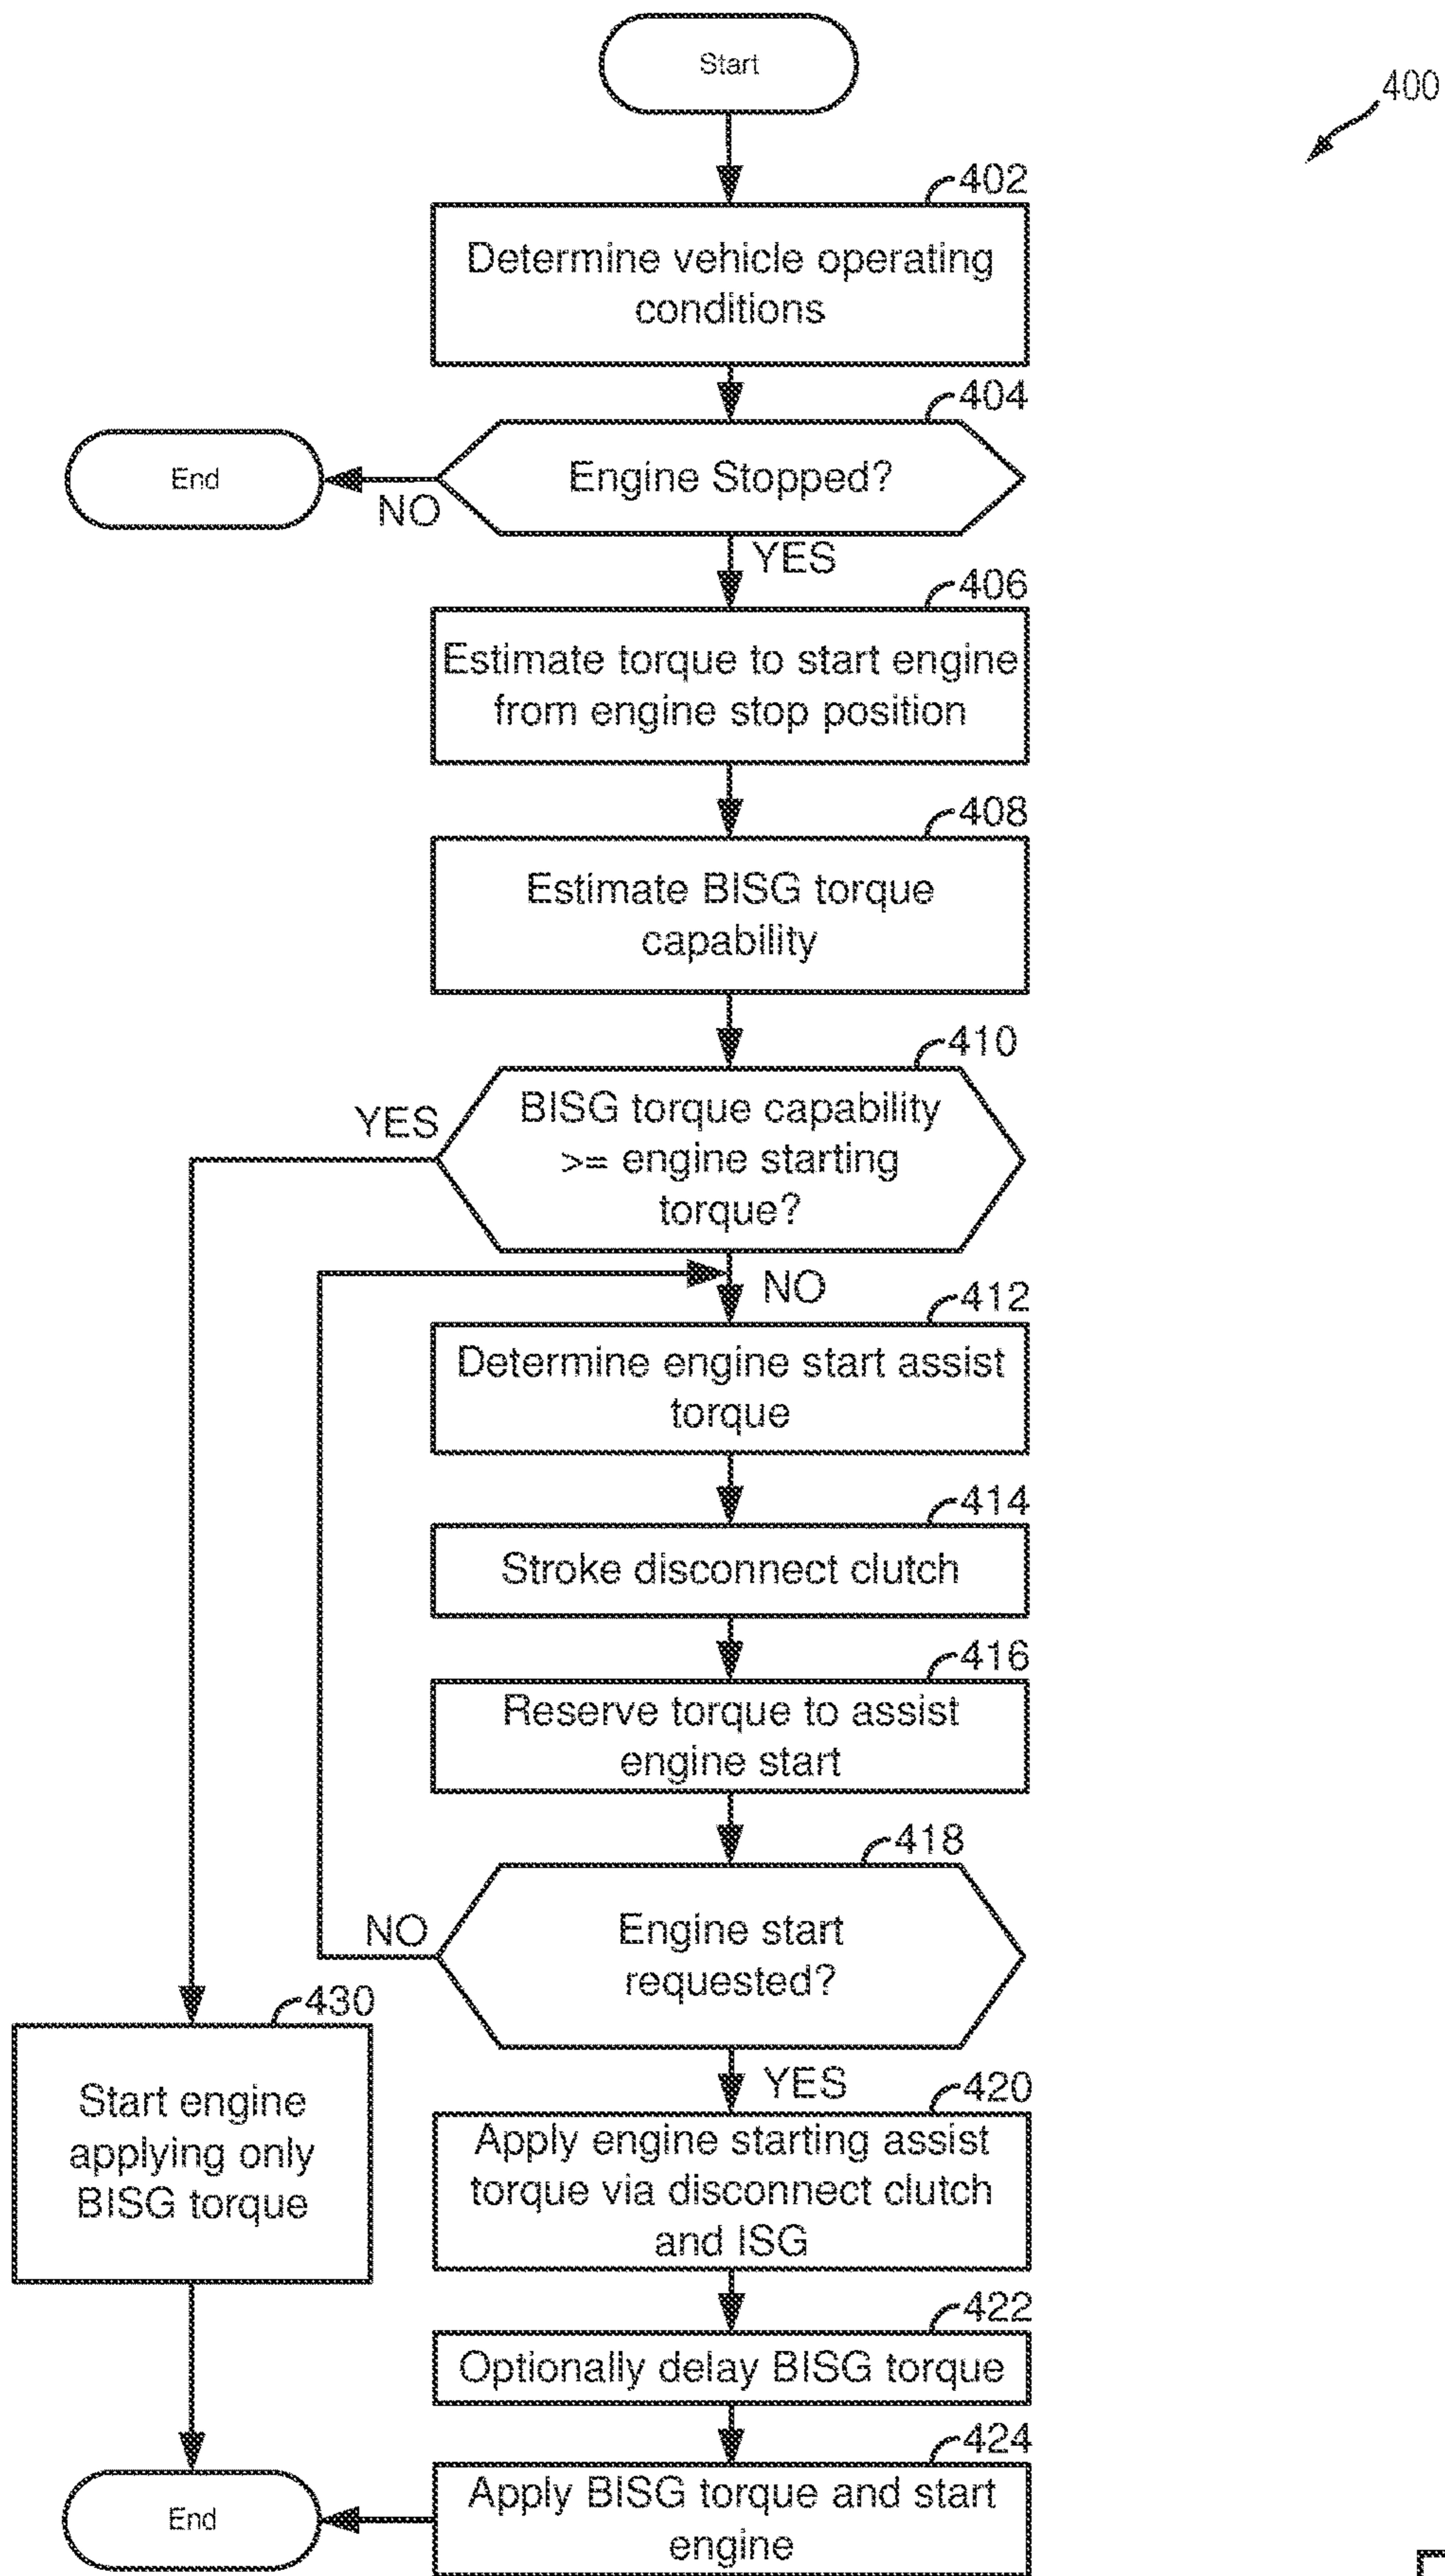 Start
400
402
Determine vehicle operating
conditions
404
Engine Stopped?
End
NO
YES
406
Estimate torque to start engine
from engine stop position
408
Estimate BISG torque
capability
410
BISG torque capability
>= engine starting
torque?
YES
NO
412
Determine engine start assist
torque
414
Stroke disconnect clutch
416
Reserve torque to assist
engine start
418
Engine start
requested?
NO
YES
430
Start engine
applying only
BISG torque
420
Apply engine starting assist
torque via disconnect clutch
and ISG
422
Optionally delay BISG torque
424
Apply BISG torque and start
engine
End